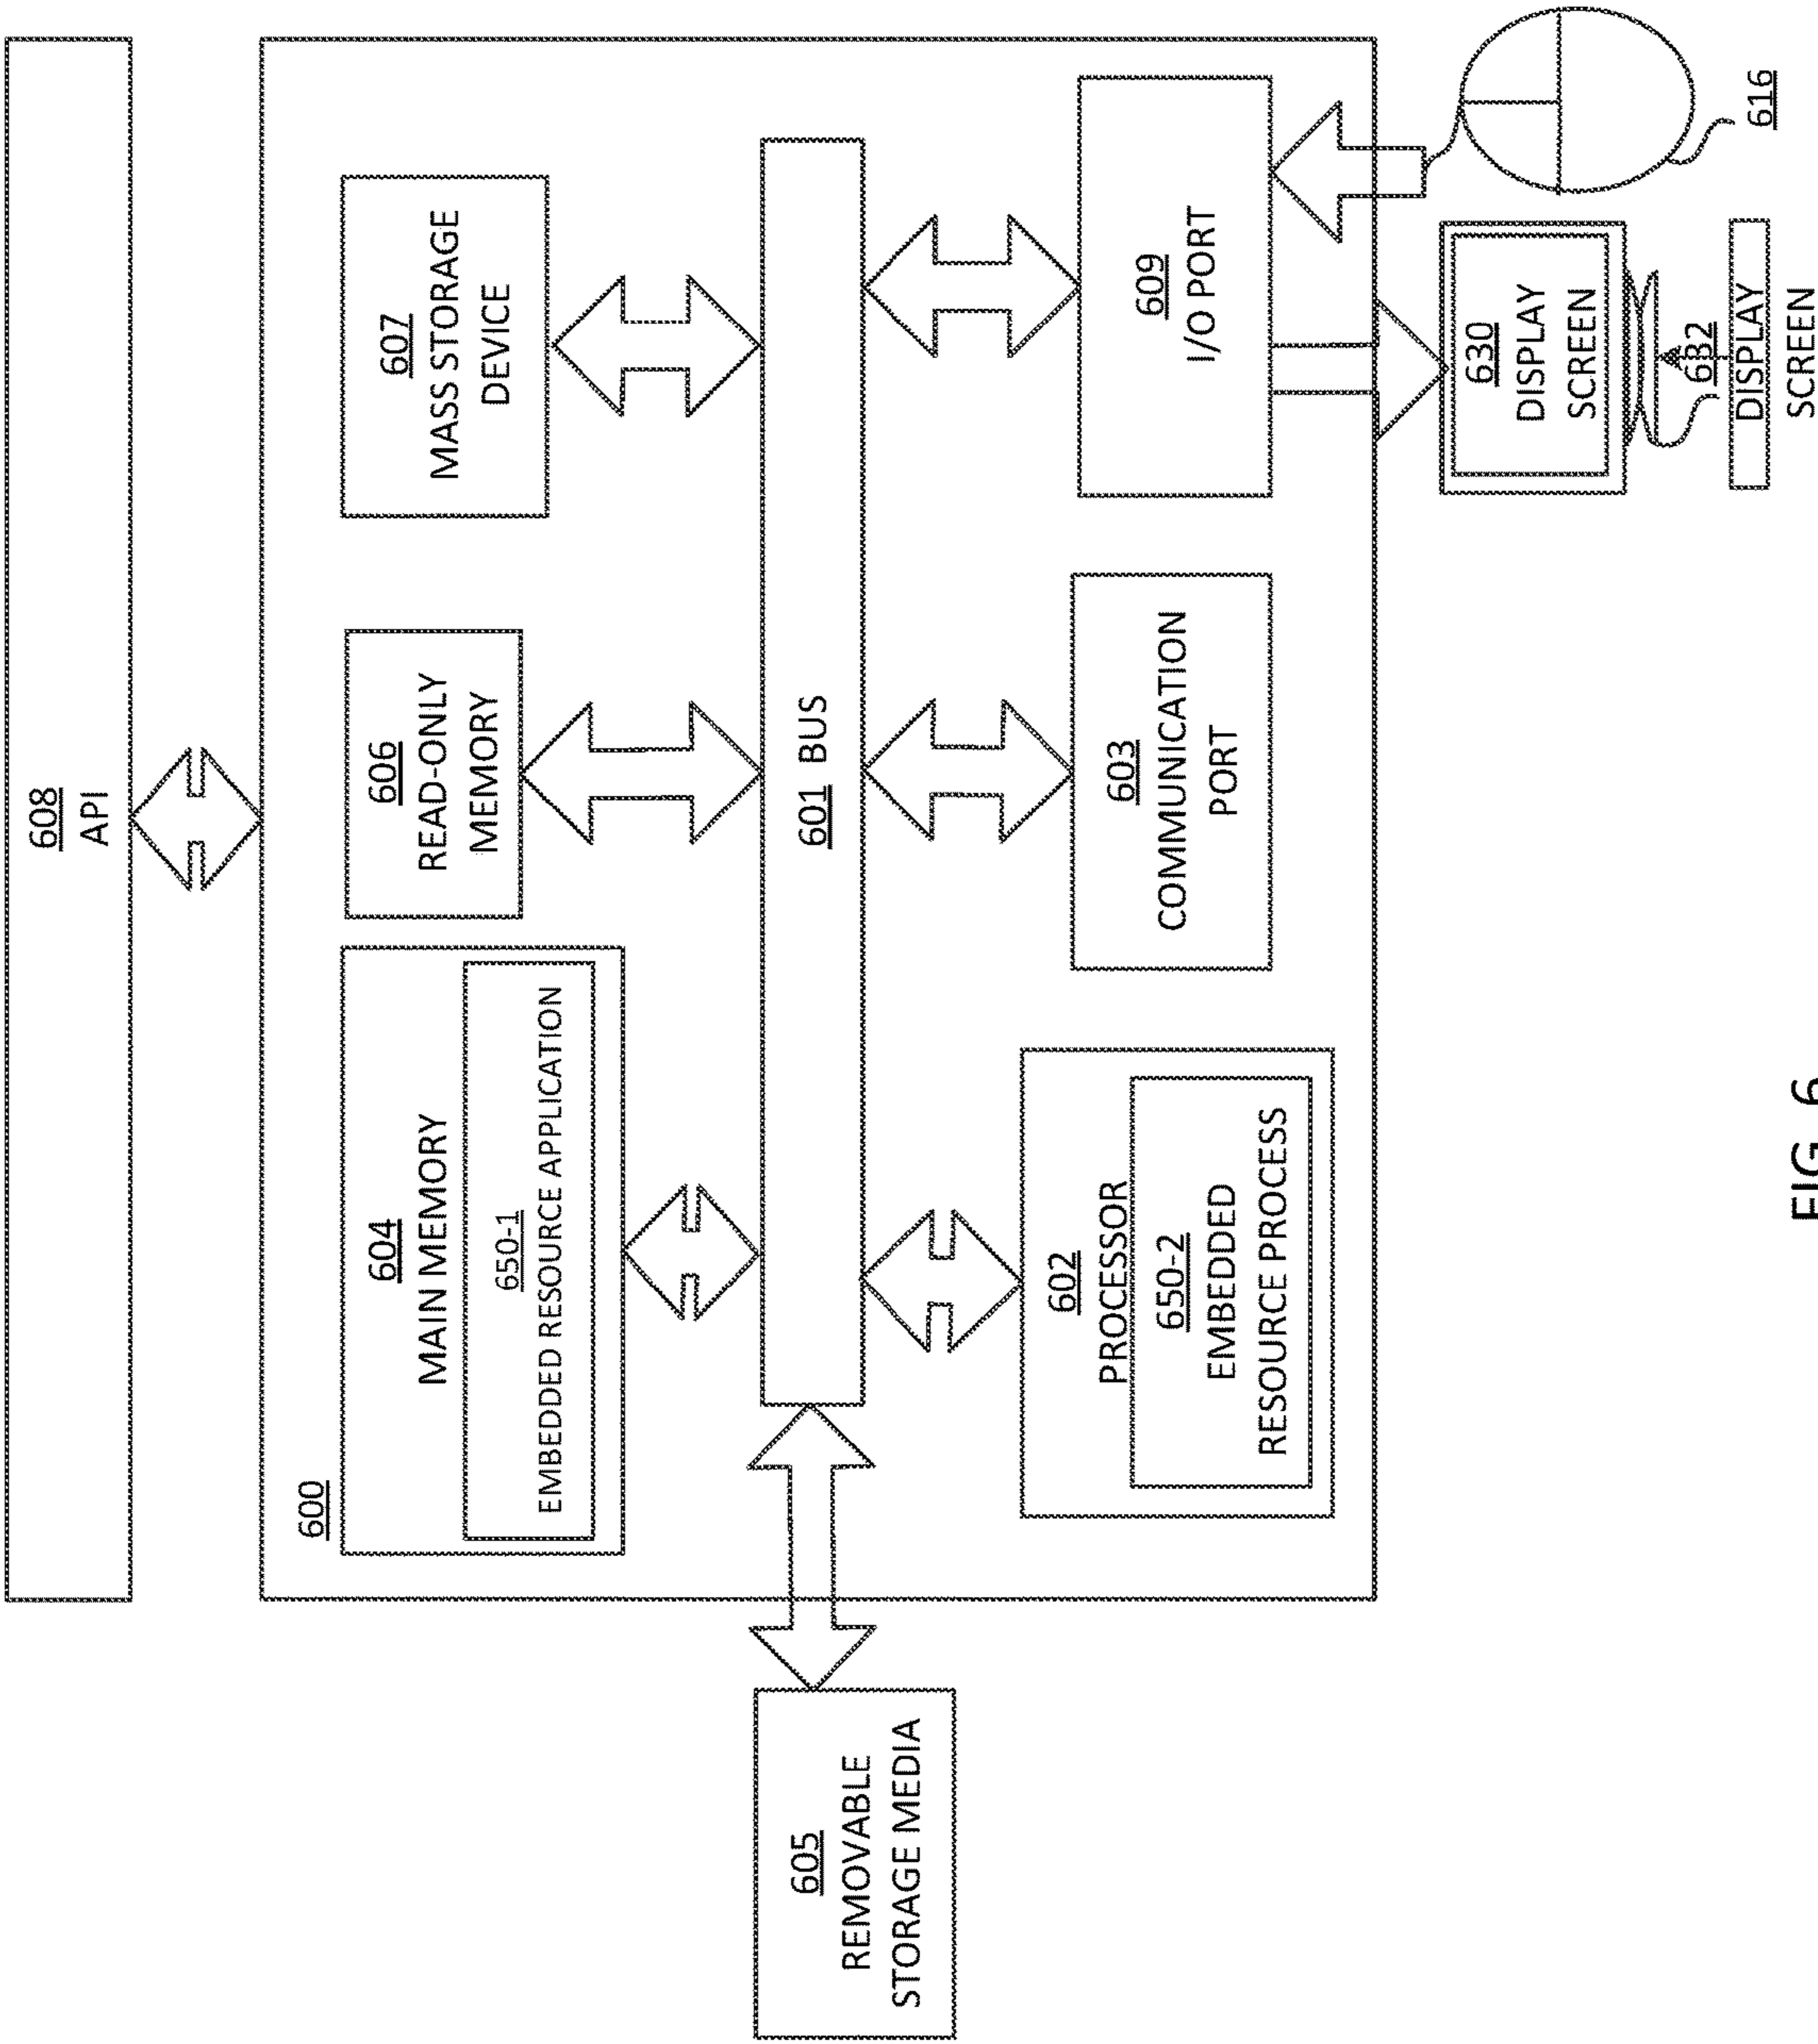 608
API
600
604
MAIN MEMORY
650-1
EMBEDDED RESOURCE APPLICATION
606
READ-ONLY
MEMORY
607
MASS STORAGE
DEVICE
605
REMOVABLE
STORAGE MEDIA
601 BUS
602
PROCESSOR
650-2
EMBEDDED
RESOURCE PROCESS
603
COMMUNICATION
PORT
609
I/O PORT
630
DISPLAY
SCREEN
632
DISPLAY
SCREEN
616
FIG. 6